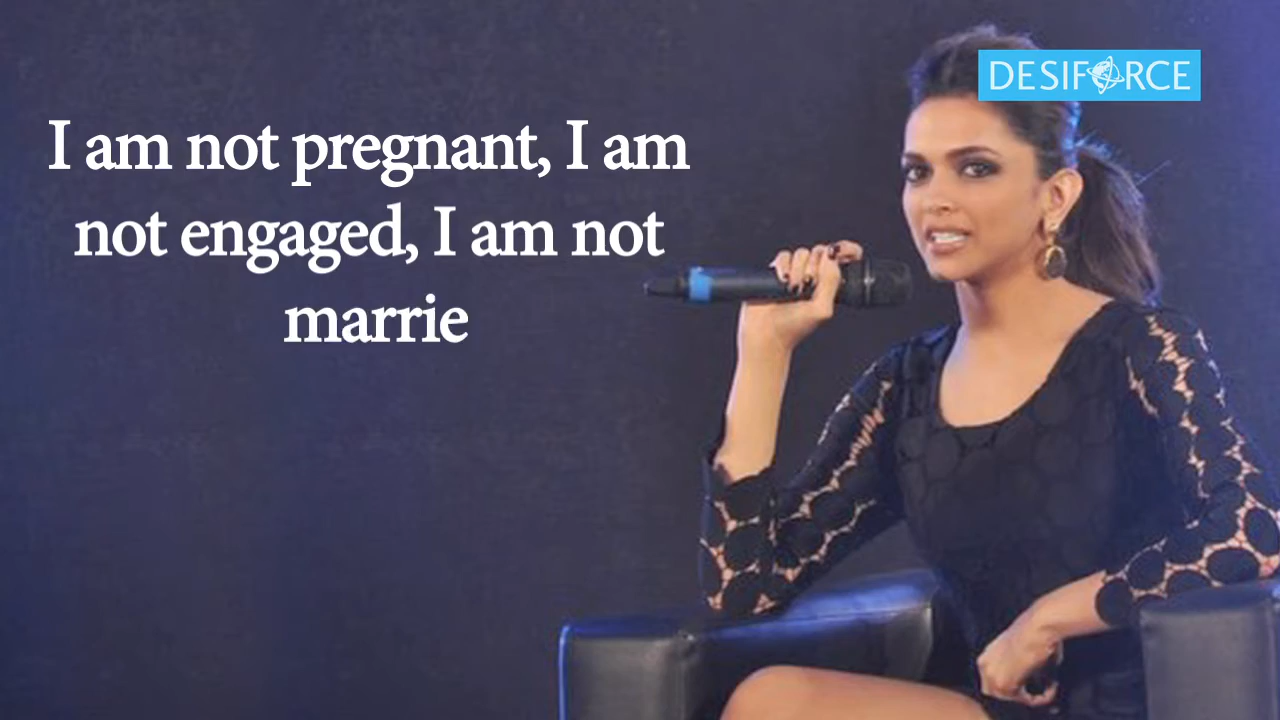 DESIFORCE
I am not pregnant, I am
not engaged, I am not
marrie